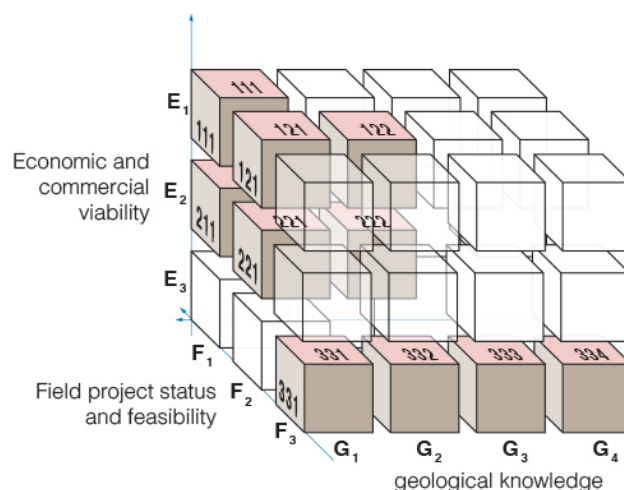 111
E1
111
121
122
121
Economic and
commercial
viability
E2
211
221
222
221
E3
F1
331
332
333
334
Field project status
and feasibility
F2
331
F3
G1
G2
G3
G4
geological knowledge